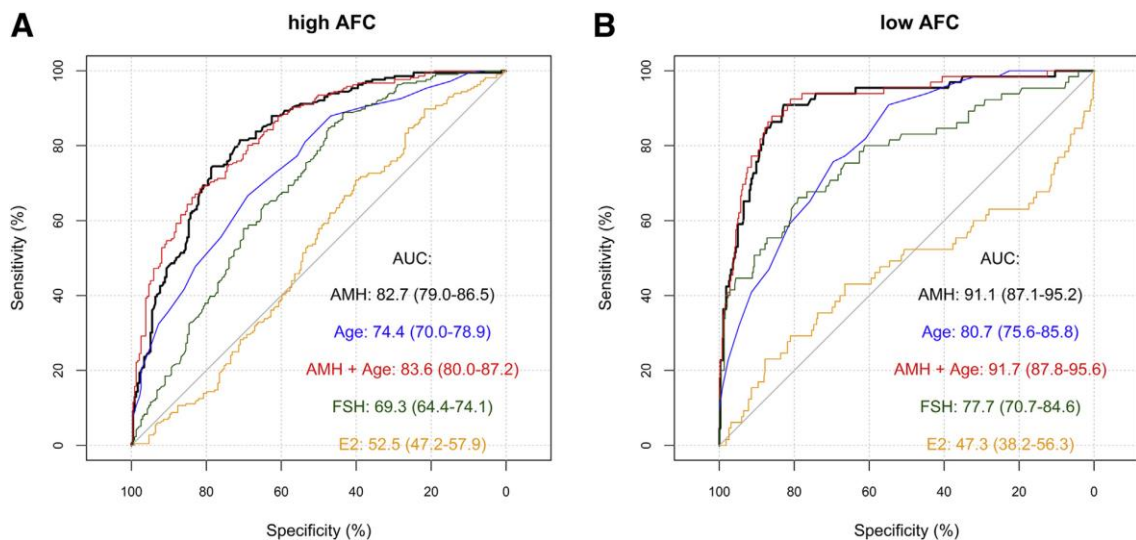 A
high AFC
Sensitivity (%)
100
80
60
40
20
0
AUC:
AMH: 82.7 (79.0-86.5)
Age: 74.4 (70.0-78.9)
AMH + Age: 83.6 (80.0-87.2)
FSH: 69.3 (64.4-74.1)
E2: 52.5 (47.2-57.9)
100 80 60 40 20 0
Specificity (%)
B
low AFC
Sensitivity (%)
100
80
60
40
20
0
AUC:
AMH: 91.1 (87.1-95.2)
Age: 80.7 (75.6-85.8)
AMH + Age: 91.7 (87.8-95.6)
FSH: 77.7 (70.7-84.6)
E2: 47.3 (38.2-56.3)
100 80 60 40 20 0
Specificity (%)